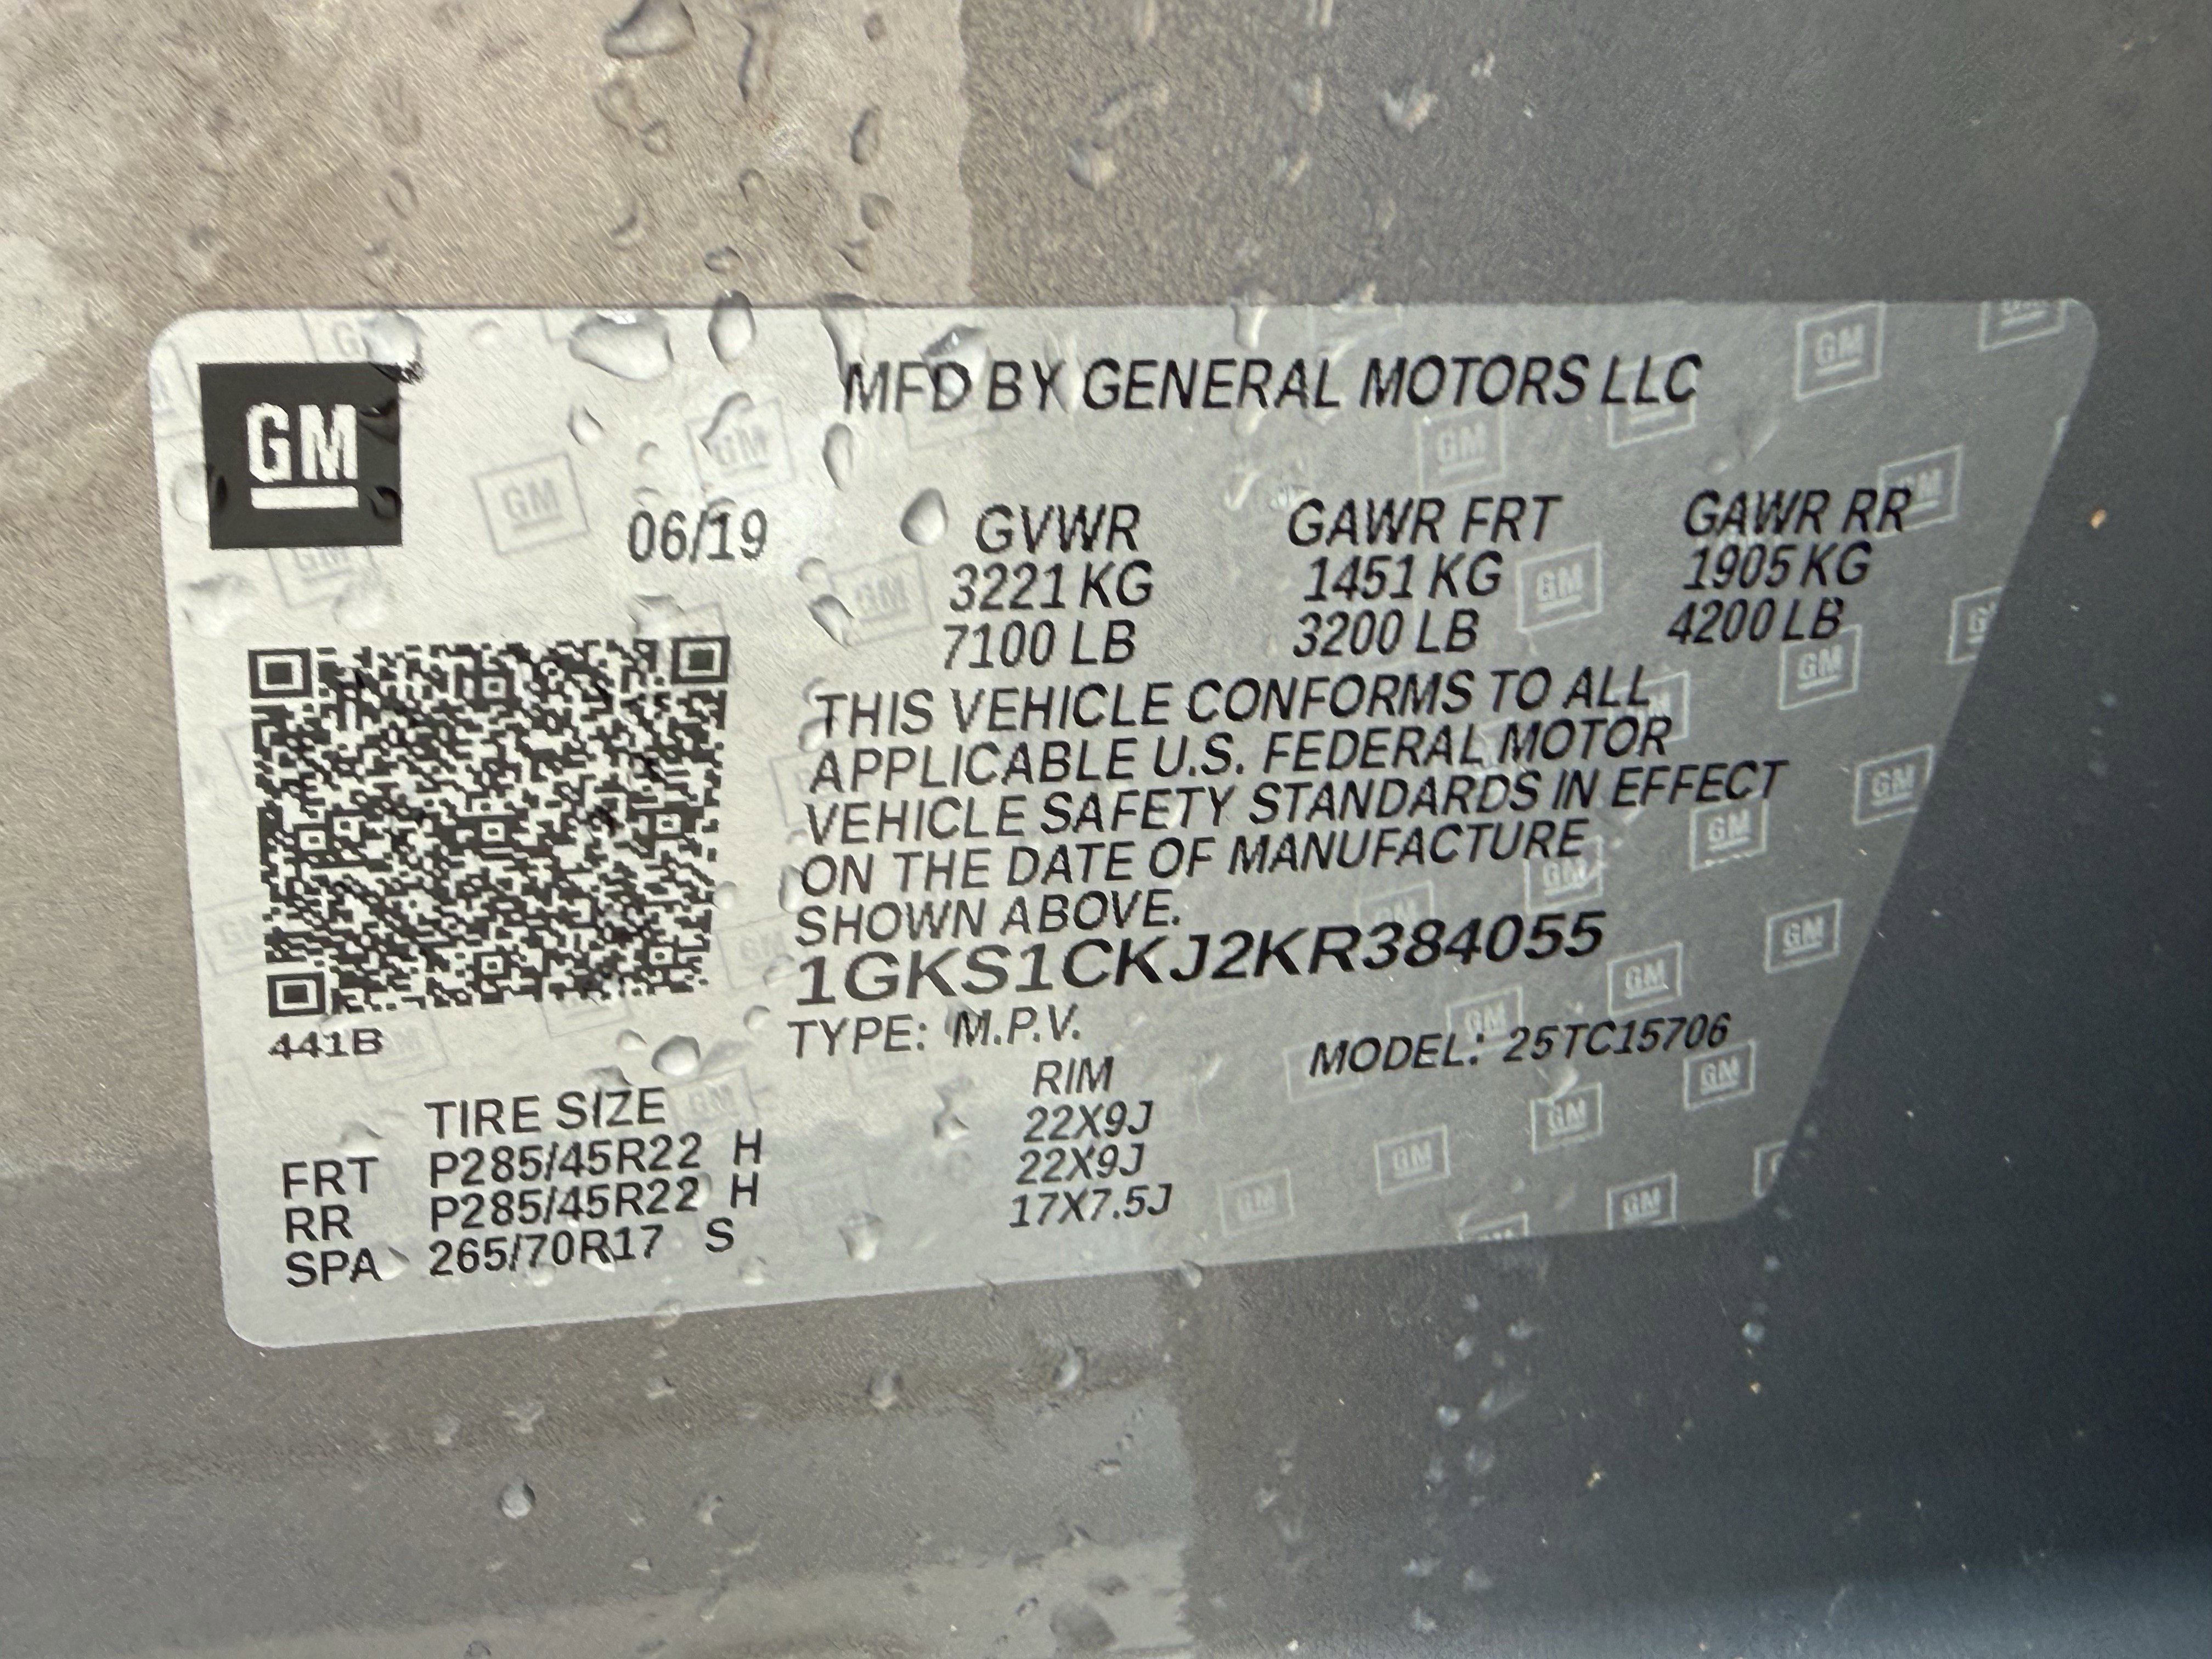 GM
MFD BY GENERAL MOTORS LLC
06/19
GVWR GAWR FRT GAWR RR
3221 KG 1451 KG 1905 KG
7100 LB 3200 LB 4200 LB
THIS VEHICLE CONFORMS TO ALL
APPLICABLE U.S. FEDERAL MOTOR
VEHICLE SAFETY STANDARDS IN EFFECT
ON THE DATE OF MANUFACTURE
SHOWN ABOVE.
1GKS1CKJ2KR384055
441B
TYPE: M.P.V. MODEL: 25TC15706
TIRE SIZE RIM
FRT P285/45R22 H 22X9J
RR P285/45R22 H 22X9J
SPA 265/70R17 S 17X7.5J